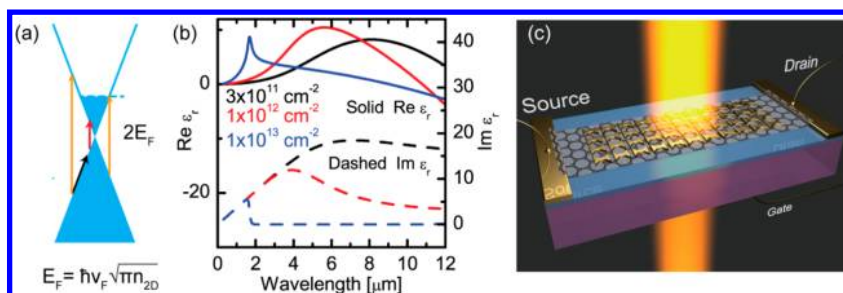 (a)
2E_F
E_F = ħv_F√πn_2D
(b)
Re ε_r
0
-20
3x10^11 cm^-2
1x10^12 cm^-2
1x10^13 cm^-2
Solid Re ε_r
Dashed Im ε_r
40
30
20
10
0
Im ε_r
0 2 4 6 8 10 12
Wavelength [μm]
(c)
Source
Drain
Gate